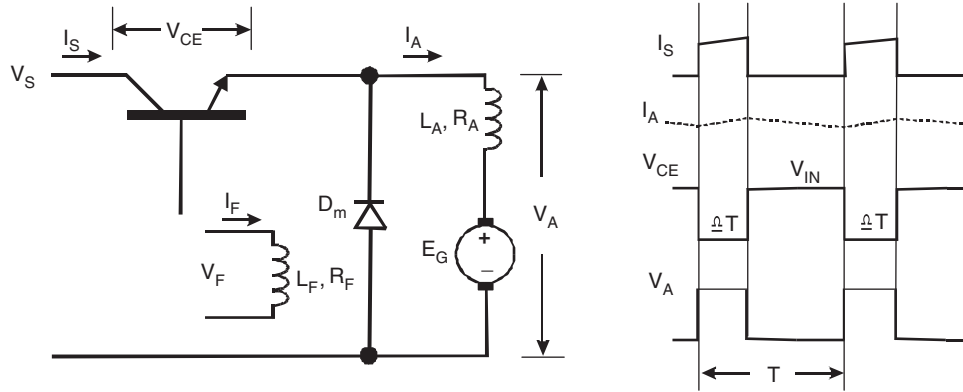 V_CE
I_S
I_A
V_S
L_A, R_A
I_F
D_m
V_A
E_G
+
−
V_F
L_F, R_F
I_S
I_A
V_CE
V_IN
T
T
V_A
T